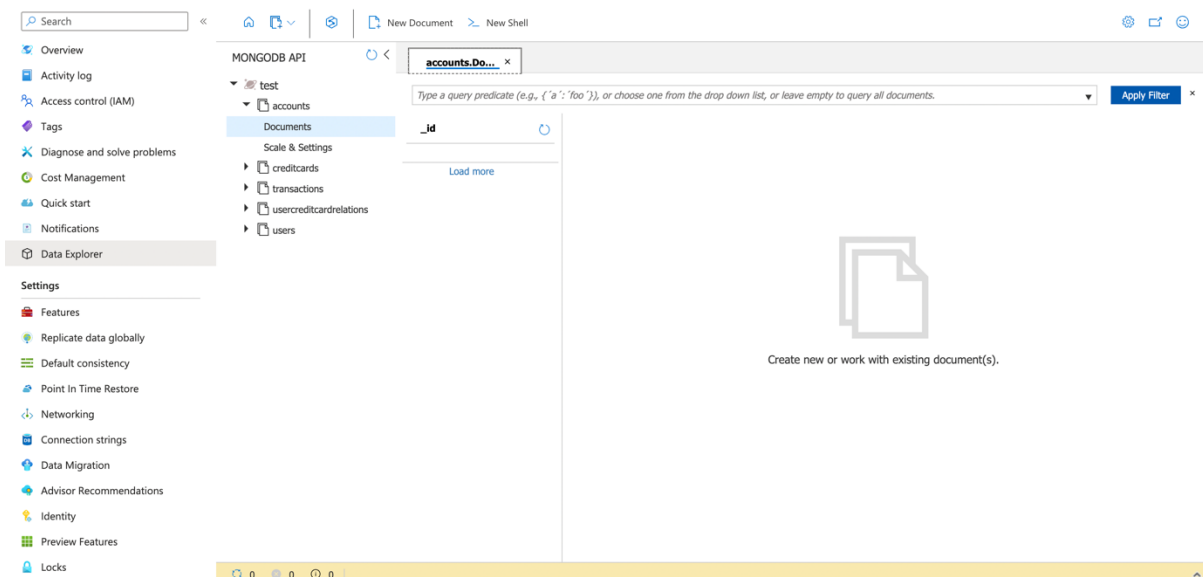 Search
«
New Document
New Shell
Overview
Activity log
Access control (IAM)
Tags
Diagnose and solve problems
Cost Management
Quick start
Notifications
Data Explorer
Settings
Features
Replicate data globally
Default consistency
Point In Time Restore
Networking
Connection strings
Data Migration
Advisor Recommendations
Identity
Preview Features
Locks
MONGODB API
test
accounts
Documents
Scale & Settings
creditcards
transactions
usercreditcardrelations
users
accounts.Do... ×
Type a query predicate (e.g., {´a´:´foo´}), or choose one from the drop down list, or leave empty to query all documents.
Apply Filter ×
_id
Load more
Create new or work with existing document(s).
0 0 0